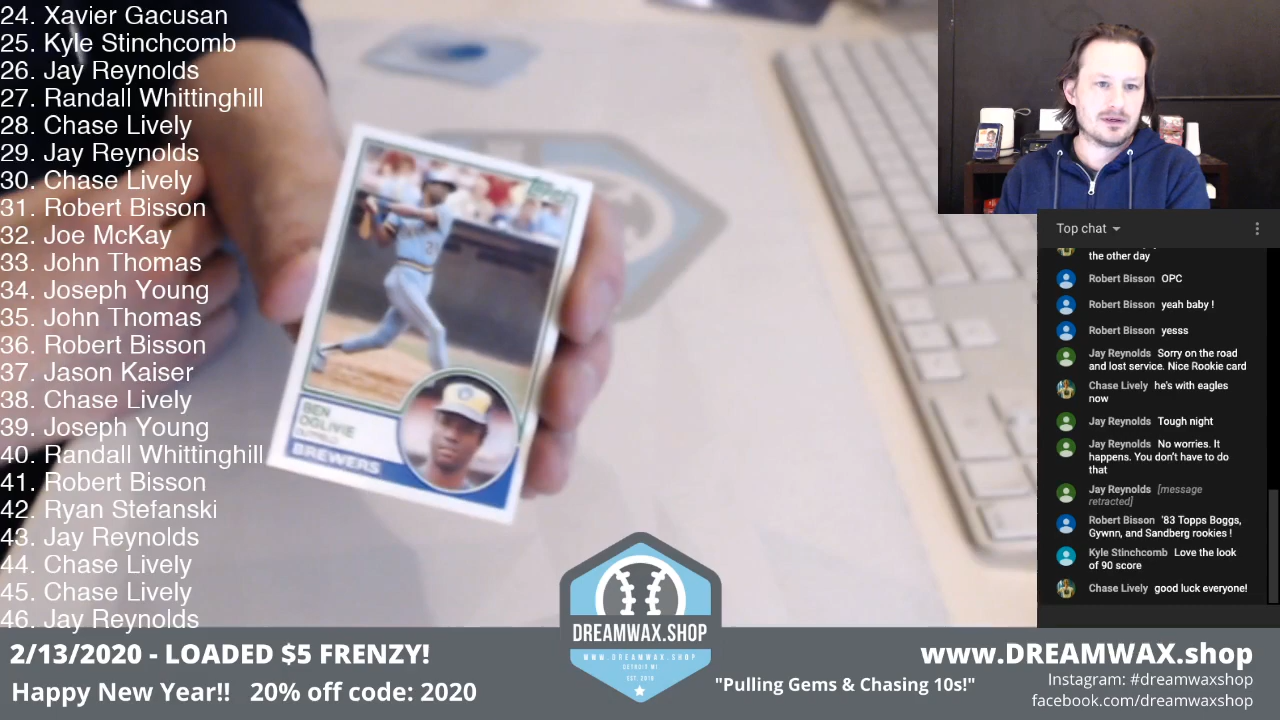 24. Xavier Gacusan
25. Kyle Stinchcomb
26. Jay Reynolds
27. Randall Whittinghill
28. Chase Lively
29. Jay Reynolds
30. Chase Lively
31. Robert Bisson
32. Joe McKay
33. John Thomas
34. Joseph Young
35. John Thomas
36. Robert Bisson
37. Jason Kaiser
38. Chase Lively
39. Joseph Young
40. Randall Whittinghill
41. Robert Bisson
42. Ryan Stefanski
43. Jay Reynolds
44. Chase Lively
45. Chase Lively
46. Jay Reynolds
BEN
OGLIVIE
BREWERS
Top chat
the other day
Robert Bisson OPC
Robert Bisson yeah baby !
Robert Bisson yesss
Jay Reynolds Sorry on the road
and lost service. Nice Rookie card
Chase Lively he's with eagles
now
Jay Reynolds Tough night
Jay Reynolds No worries. It
happens. You don't have to do
that
Jay Reynolds [message
retracted]
Robert Bisson '83 Topps Boggs,
Gywnn, and Sandberg rookies !
Kyle Stinchcomb Love the look
of 90 score
Chase Lively good luck everyone!
DREAMWAX.SHOP
WWW.DREAMWAX.SHOP
DETROIT MI
EST. 2019
2/13/2020 - LOADED $5 FRENZY!
Happy New Year!! 20% off code: 2020
"Pulling Gems & Chasing 10s!"
www.DREAMWAX.shop
Instagram: #dreamwaxshop
facebook.com/dreamwaxshop